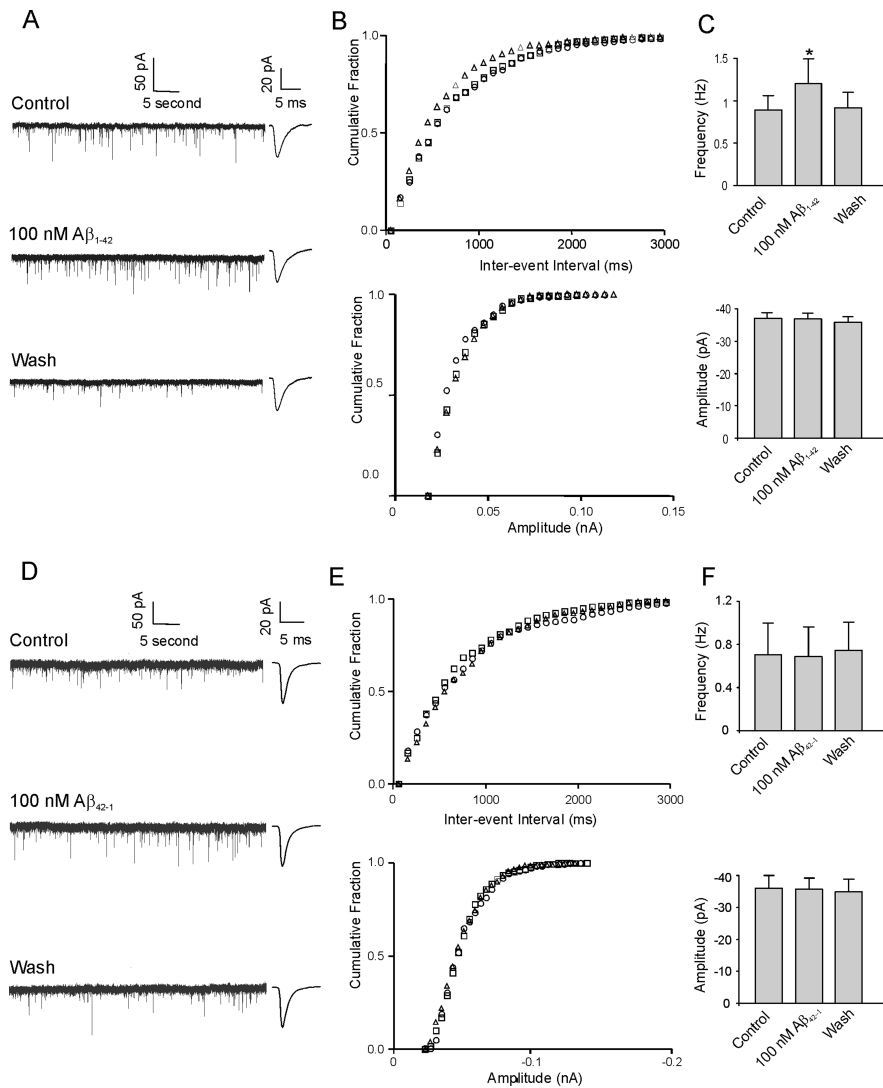 A
50 pA
5 second
20 pA
5 ms
Control
100 nM Aβ1-42
Wash
B
Cumulative Fraction
1.0
0.5
0.0
0
1000
2000
3000
Inter-event Interval (ms)
Cumulative Fraction
1.0
0.5
0.0
0
0.05
0.10
0.15
Amplitude (nA)
C
Frequency (Hz)
1.5
1
0.5
0
Control
100 nM Aβ1-42
Wash
Amplitude (pA)
-40
-30
-20
-10
0
Control
100 nM Aβ1-42
Wash
D
50 pA
5 second
20 pA
5 ms
Control
100 nM Aβ42-1
Wash
E
Cumulative Fraction
1.0
0.5
0.0
0
1000
2000
3000
Inter-event Interval (ms)
Cumulative Fraction
1.0
0.5
0.0
0
-0.1
-0.2
Amplitude (nA)
F
Frequency (Hz)
1.2
0.8
0.4
0
Control
100 nM Aβ42-1
Wash
Amplitude (pA)
-40
-30
-20
-10
0
Control
100 nM Aβ42-1
Wash